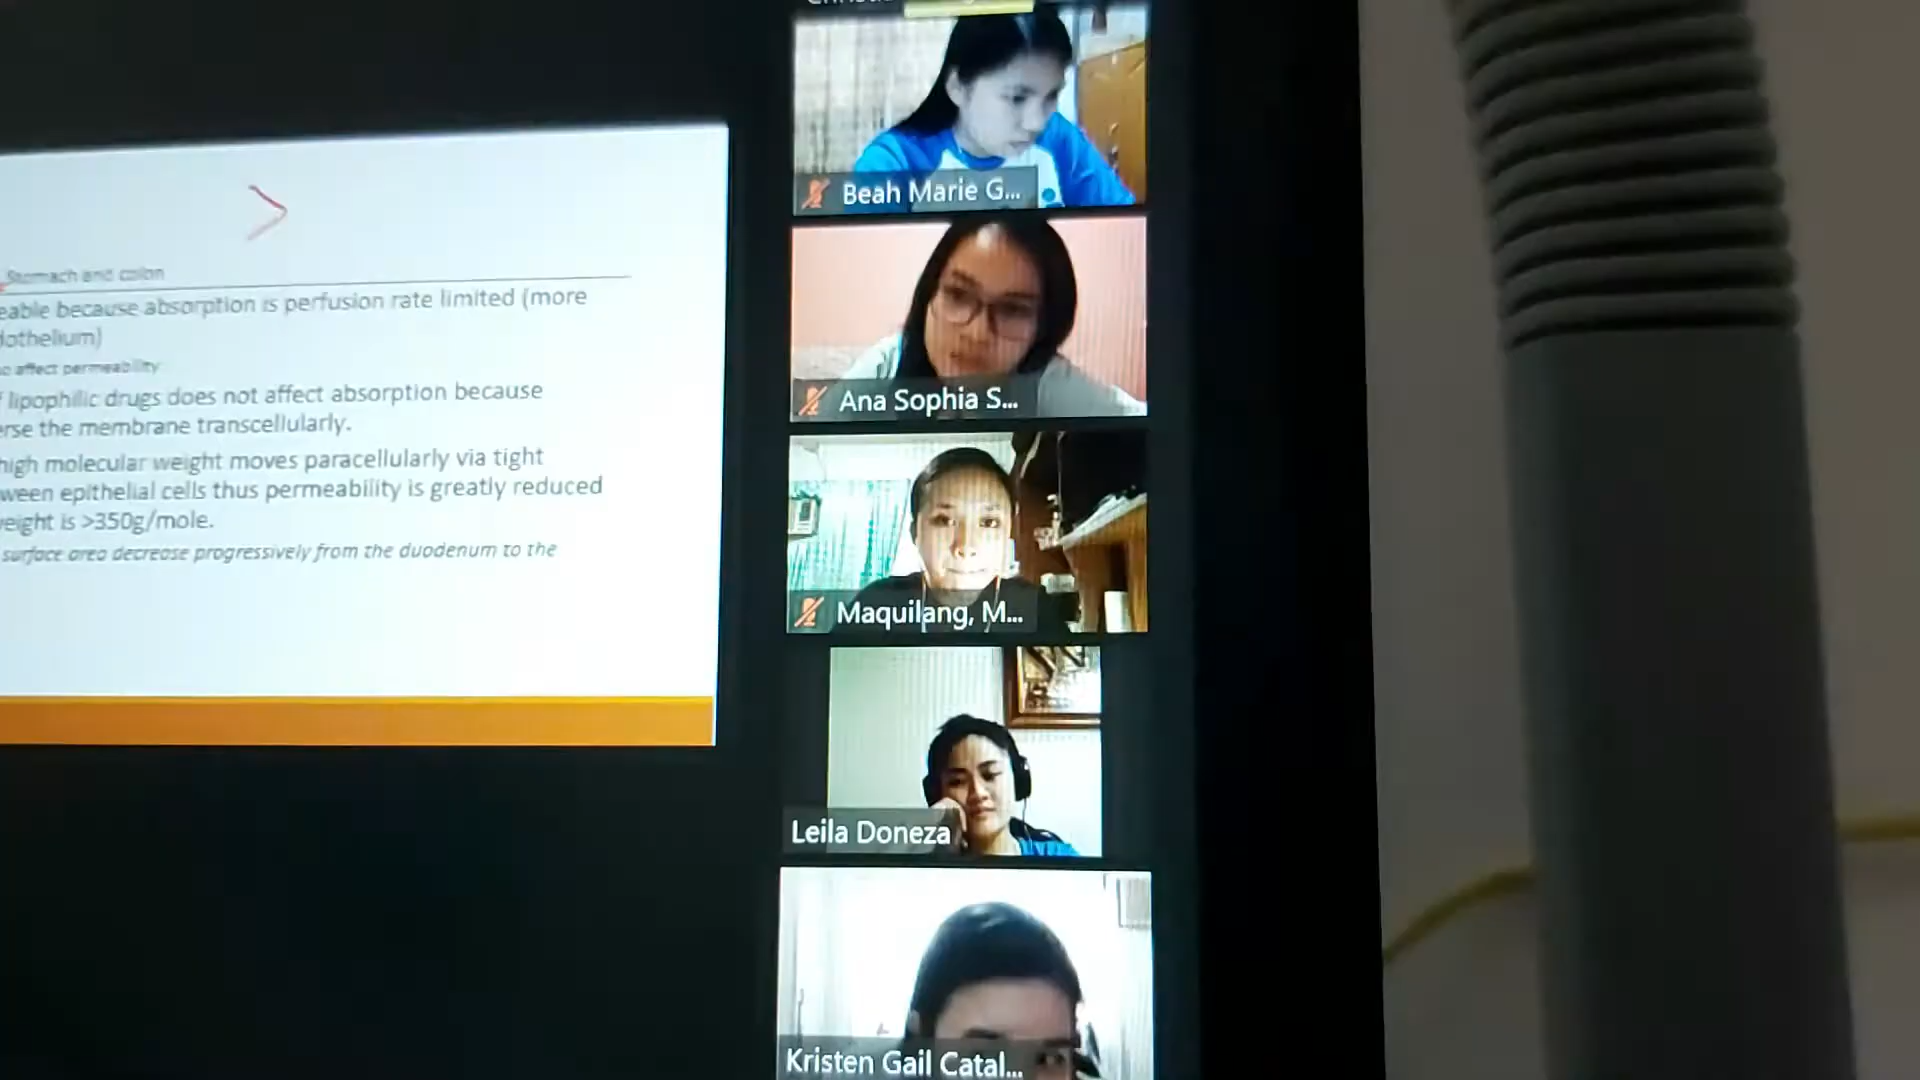 Stomach and colon
eable because absorption is perfusion rate limited (more
dothelium)
o affect permeability
lipophilic drugs does not affect absorption because
erse the membrane transcellularly.
high molecular weight moves paracellularly via tight
ween epithelial cells thus permeability is greatly reduced
eight is >350g/mole.
surface area decrease progressively from the duodenum to the
Beah Marie G...
Ana Sophia S...
Maquilang, M...
Leila Doneza
Kristen Gail Catal...